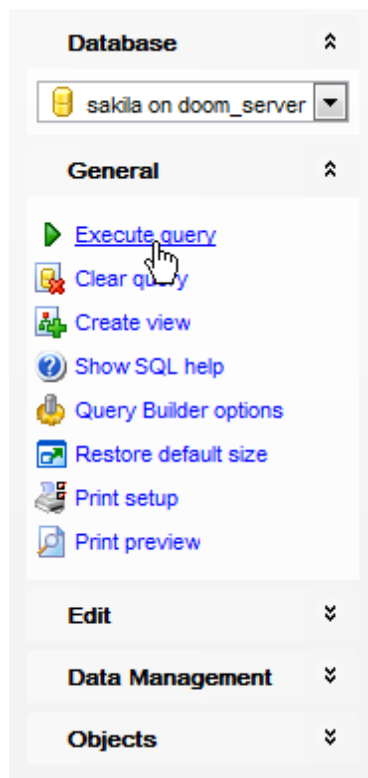 Database
sakila on doom_server
General
Execute query
Clear query
Create view
Show SQL help
Query Builder options
Restore default size
Print setup
Print preview
Edit
Data Management
Objects